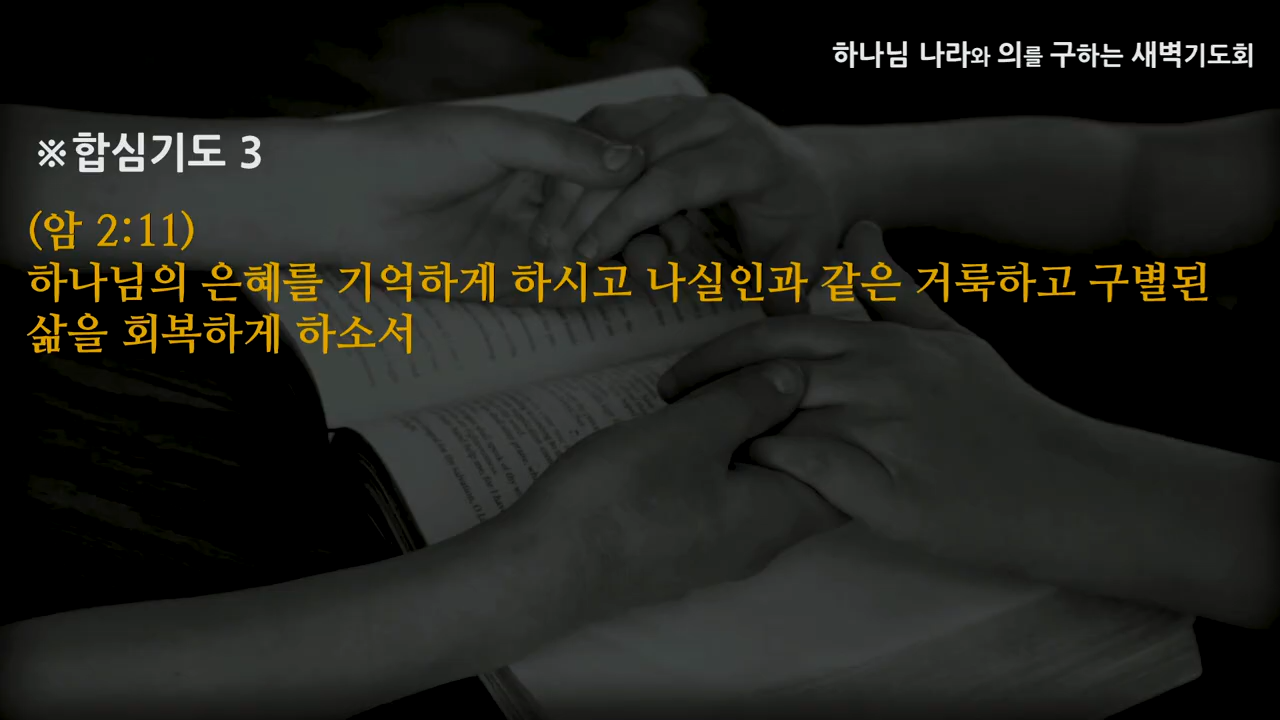 하나님 나라와 의를 구하는 새벽기도회
※합심기도 3
(암 2:11)
하나님의 은혜를 기억하게 하시고 나실인과 같은 거룩하고 구별된
삶을 회복하게 하소서